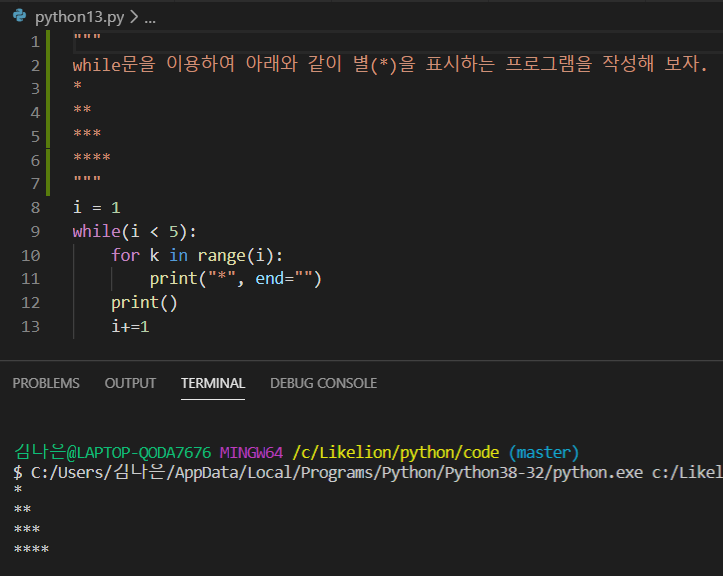 python13.py > ...
1 """
2 while문을 이용하여 아래와 같이 별(*)을 표시하는 프로그램을 작성해 보자.
3 *
4 **
5 ***
6 ****
7 """
8 i = 1
9 while(i < 5):
10 for k in range(i):
11 print("*", end="")
12 print()
13 i+=1
PROBLEMS OUTPUT TERMINAL DEBUG CONSOLE
김나은@LAPTOP-QODA7676 MINGW64 /c/Likelion/python/code (master)
$ C:/Users/김나은/AppData/Local/Programs/Python/Python38-32/python.exe c:/Likel
*
**
***
****